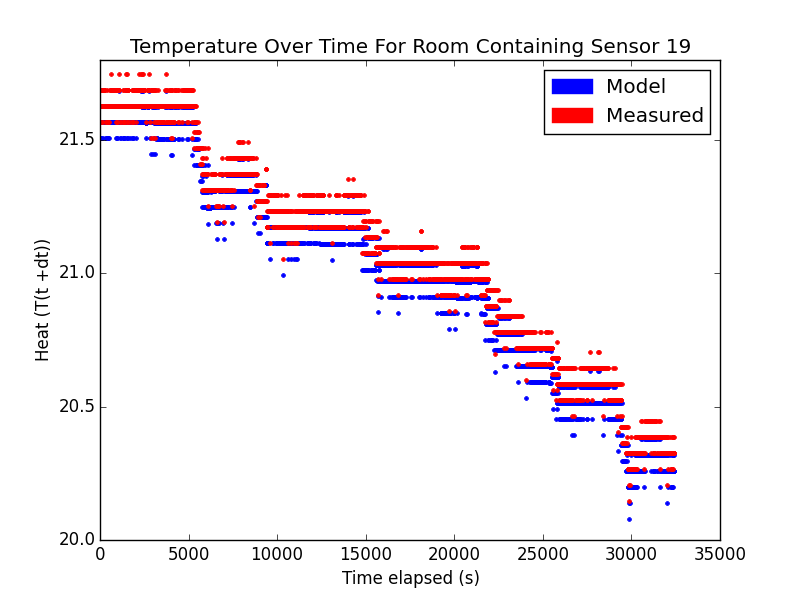 Temperature Over Time For Room Containing Sensor 19
Model
Measured
Heat (T(t +dt))
21.5
21.0
20.5
20.0
0 5000 10000 15000 20000 25000 30000 35000
Time elapsed (s)